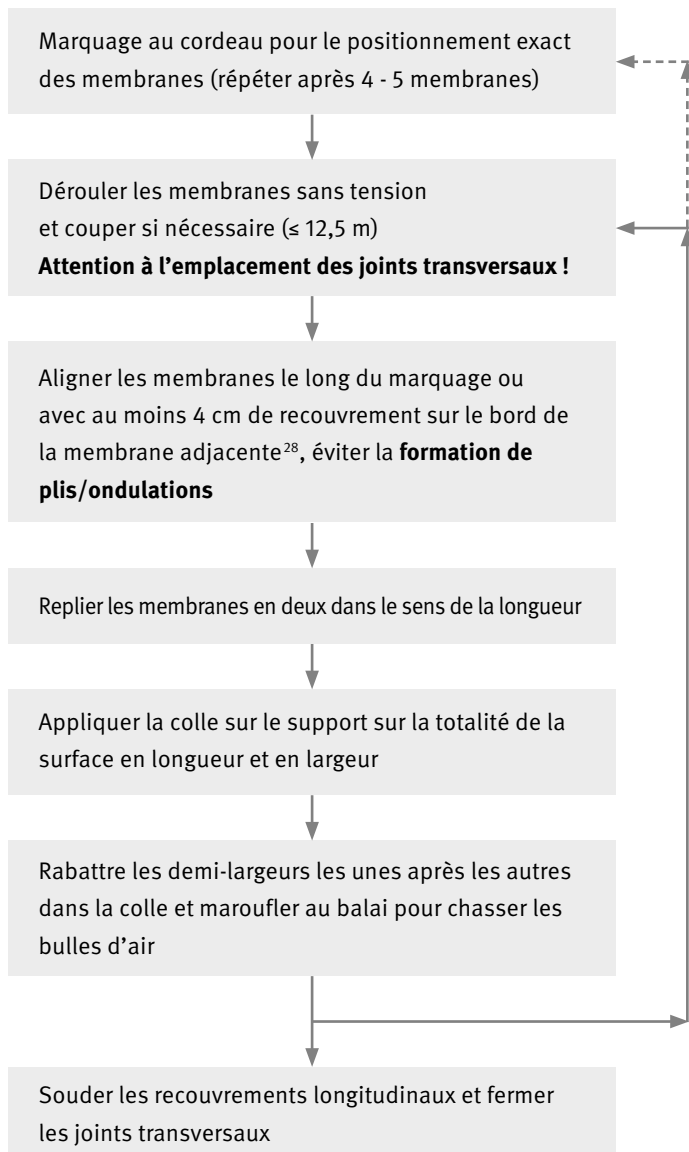 Marquage au cordeau pour le positionnement exact
des membranes (répéter après 4 - 5 membranes)
Dérouler les membranes sans tension
et couper si nécessaire (≤ 12,5 m)
Attention à l’emplacement des joints transversaux !
Aligner les membranes le long du marquage ou
avec au moins 4 cm de recouvrement sur le bord de
la membrane adjacente²⁸, éviter la formation de
plis/ondulations
Replier les membranes en deux dans le sens de la longueur
Appliquer la colle sur le support sur la totalité de la
surface en longueur et en largeur
Rabattre les demi-largeurs les unes après les autres
dans la colle et maroufler au balai pour chasser les
bulles d’air
Souder les recouvrements longitudinaux et fermer
les joints transversaux